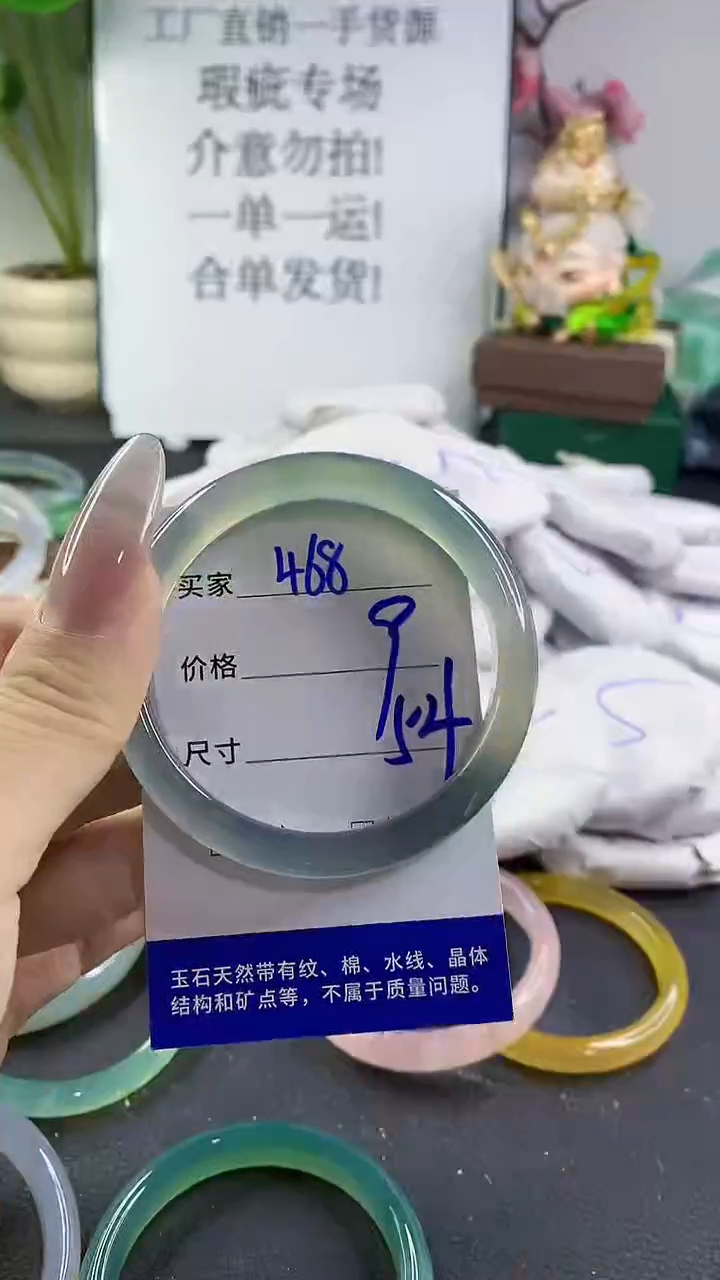 工厂直销一手货源
瑕疵专场
介意勿拍!
一单一运!
合单发货!
买家 468
价格 9
尺寸 54
玉石天然带有纹、棉、水线、晶体
结构和矿点等，不属于质量问题。